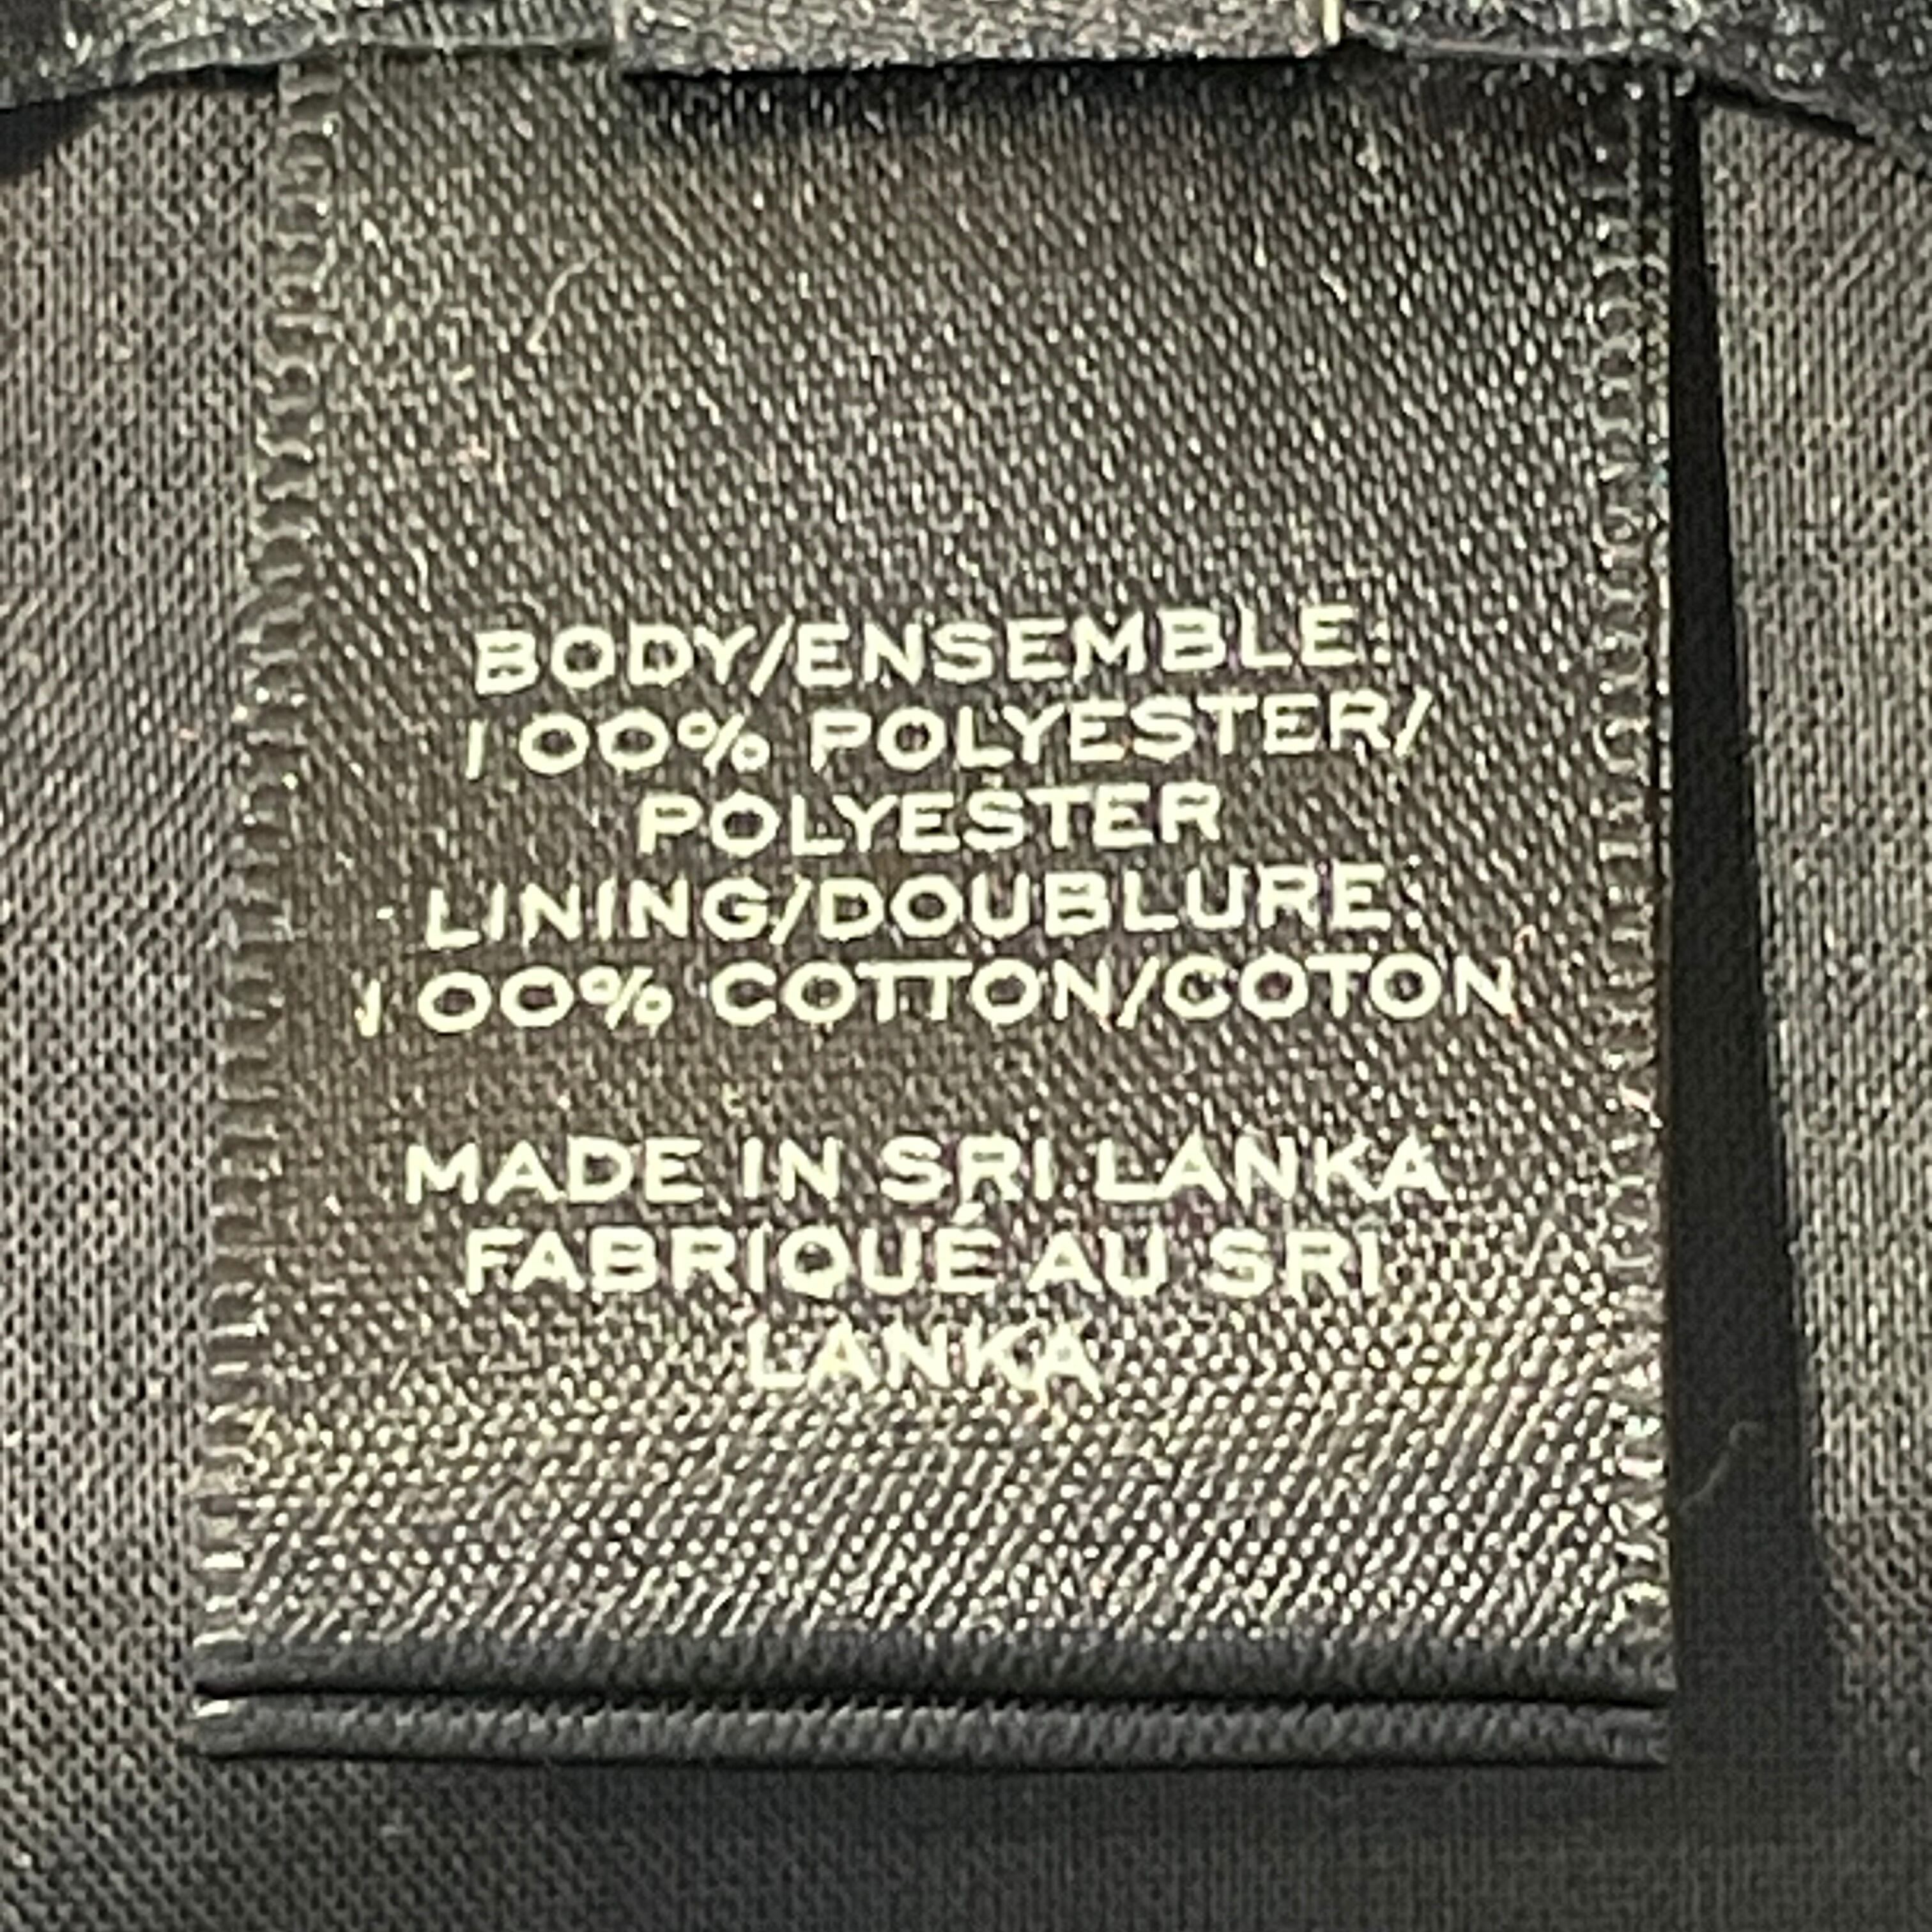 BODY/ENSEMBLE:
100% POLYESTER/
POLYESTER
LINING/DOUBLURE:
100% COTTON/COTON
MADE IN SRI LANKA
FABRIQUÉ AU SRI
LANKA